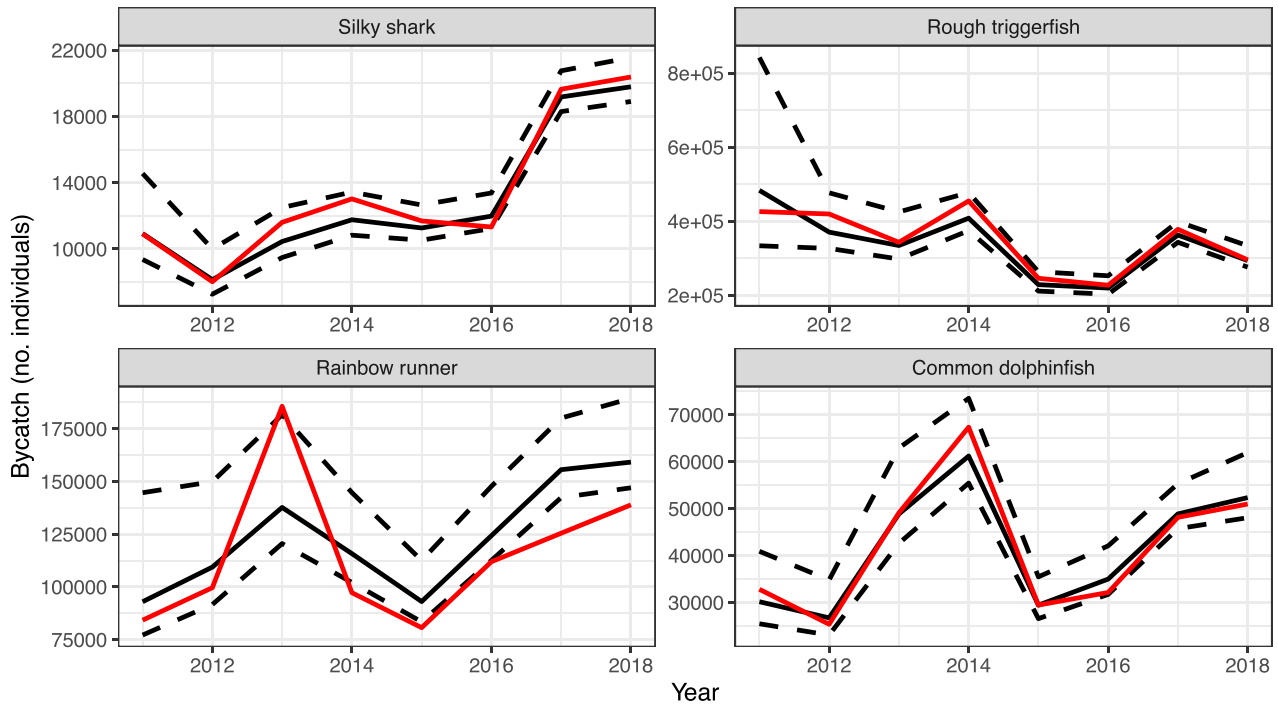 Silky shark
Rough triggerfish
22000
18000
14000
10000
8e+05
6e+05
4e+05
2e+05
2012 2014 2016 2018
2012 2014 2016 2018
Rainbow runner
Common dolphinfish
175000
150000
125000
100000
75000
70000
60000
50000
40000
30000
2012 2014 2016 2018
2012 2014 2016 2018
Year
Bycatch (no. individuals)